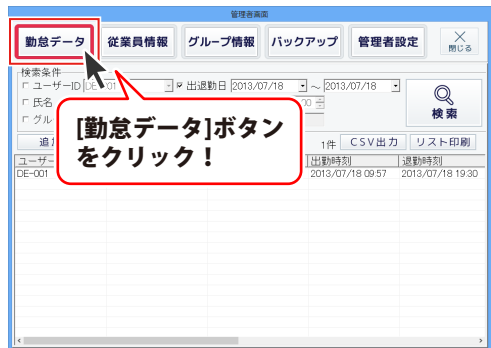 管理者画面
勤怠データ 従業員情報 グループ情報 バックアップ 管理者設定 閉じる
検索条件
ユーザーID DE-001 出退勤日 2013/07/18 ～ 2013/07/18
氏名
グル
検索
[勤怠データ]ボタン
をクリック！
1件 CSV出力 リスト印刷
ユーザー 出勤時刻 退勤時刻
DE-001 2013/07/18 09:57 2013/07/18 19:30